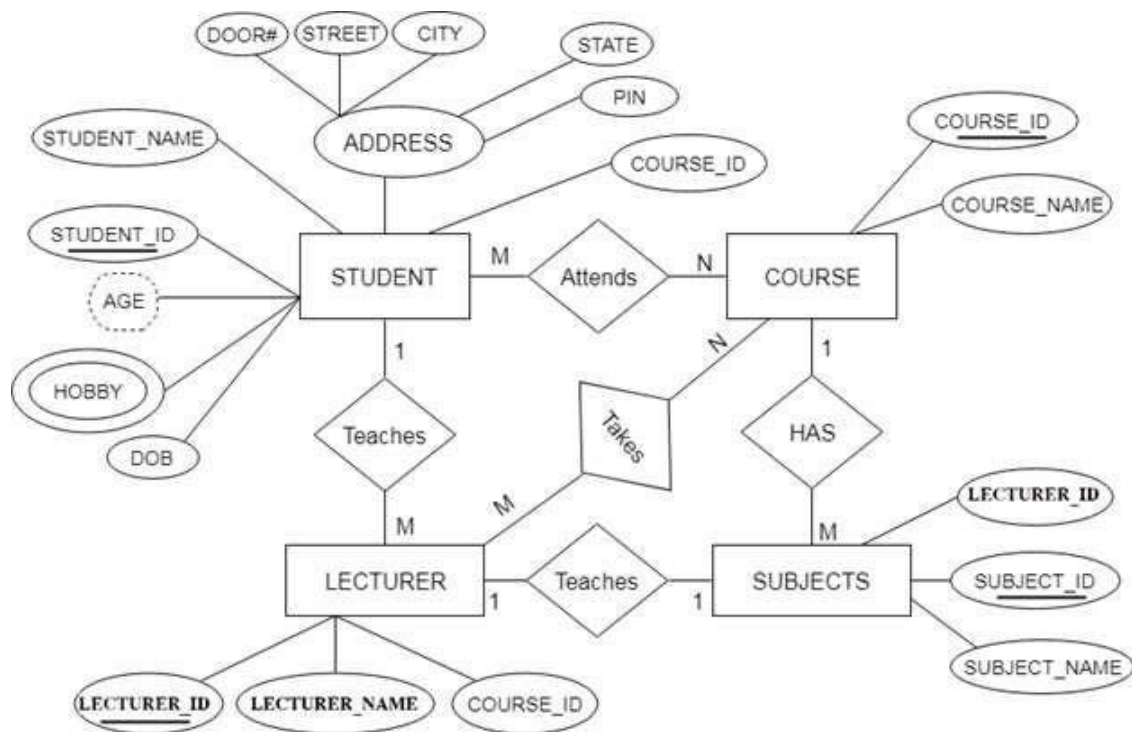 DOOR#
STREET
CITY
STATE
PIN
ADDRESS
STUDENT_NAME
COURSE_ID
COURSE_ID
COURSE_NAME
STUDENT_ID
AGE
HOBBY
DOB
STUDENT
M
Attends
N
COURSE
1
N
1
Teaches
Takes
HAS
M
M
M
LECTURER
1
Teaches
1
SUBJECTS
LECTURER_ID
SUBJECT_ID
SUBJECT_NAME
LECTURER_ID
LECTURER_NAME
COURSE_ID